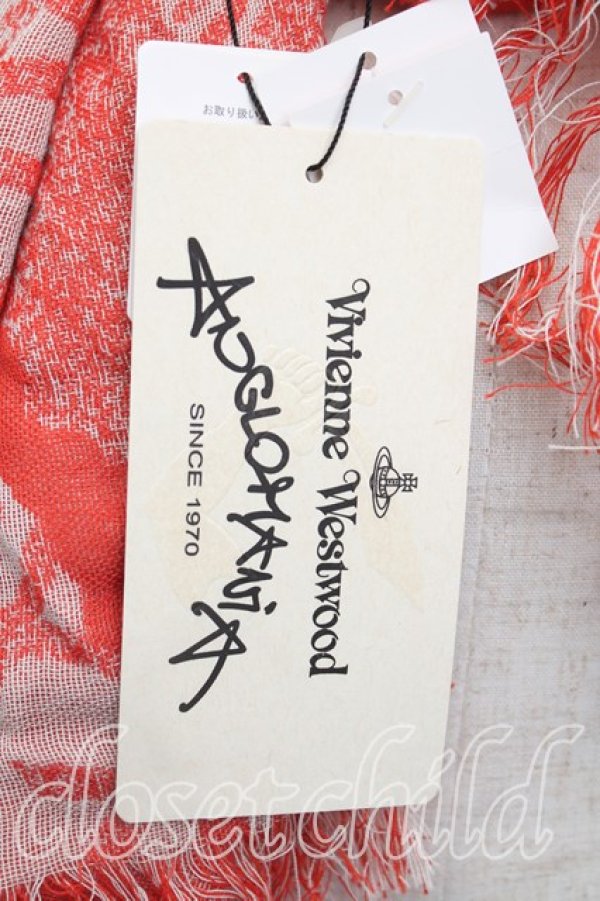 お取り扱い
Vivienne Westwood
ANGLOMANIA
SINCE 1970
closetchild